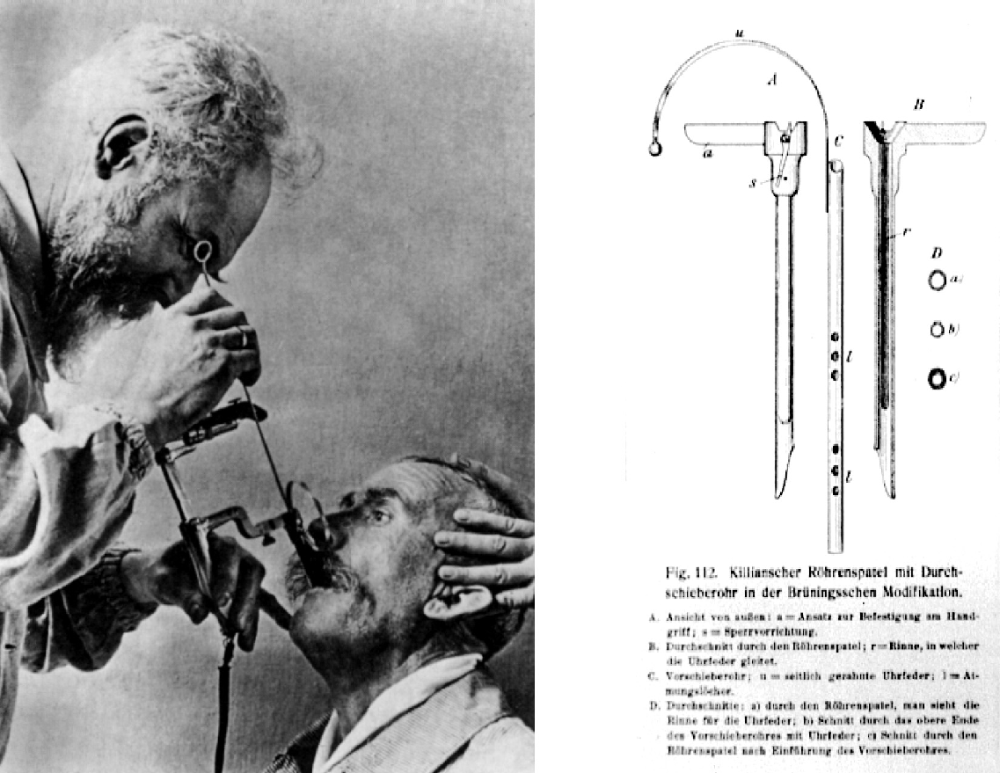 u
A
B
C
a
s
r
D
a)
b)
l
c)
l
Fig. 112. Killianscher Röhrenspatel mit Durch-
schieberohr in der Brüningsschen Modifikation.
A. Ansicht von außen: a = Ansatz zur Befestigung am Hand-
griff; s = Sperrvorrichtung.
B. Durchschnitt durch den Röhrenspatel; r = Rinne, in welcher
die Uhrfeder gleitet.
C. Vorschieberohr; u = seitlich gezahnte Uhrfeder; l = At-
mungslöcher.
D. Durchschnitte: a) durch den Röhrenspatel, man sieht die
Rinne für die Uhrfeder; b) Schnitt durch das obere Ende
des Vorschieberohres mit Uhrfeder; c) Schnitt durch den
Röhrenspatel nach Einführung des Vorschieberohres.